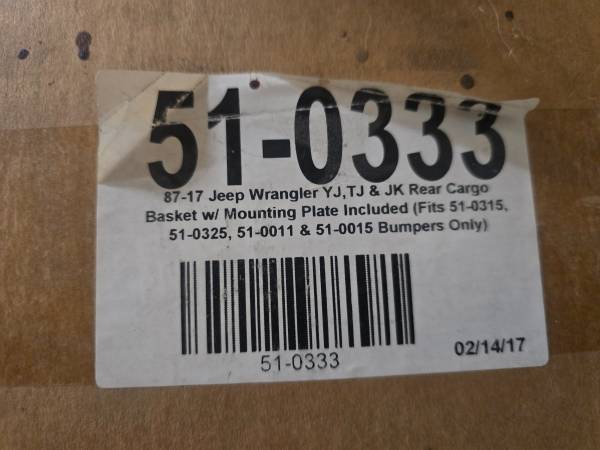 51-0333
87-17 Jeep Wrangler YJ,TJ & JK Rear Cargo
Basket w/ Mounting Plate Included (Fits 51-0315,
51-0325, 51-0011 & 51-0015 Bumpers Only)
51-0333
02/14/17